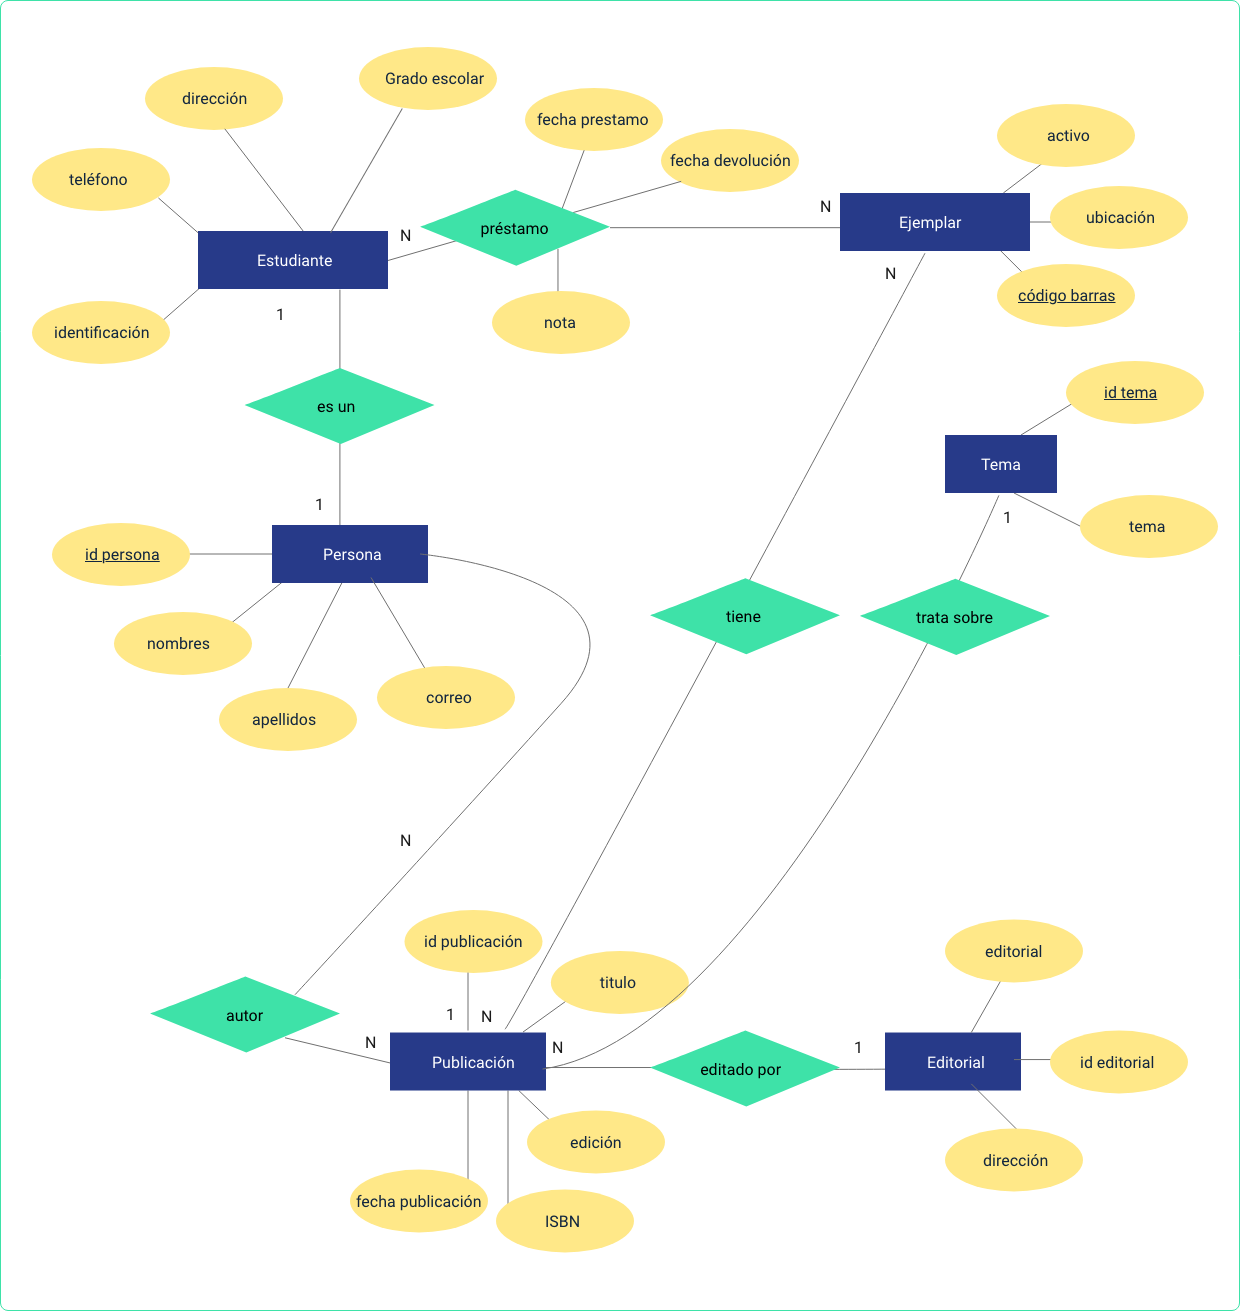 Grado escolar
dirección
fecha prestamo
activo
fecha devolución
teléfono
N
ubicación
Ejemplar
préstamo
N
Estudiante
N
código barras
1
nota
identificación
id tema
es un
Tema
1
1
tema
id persona
Persona
tiene
trata sobre
nombres
correo
apellidos
N
id publicación
editorial
titulo
1
N
autor
N
N
1
Publicación
editado por
Editorial
id editorial
edición
dirección
fecha publicación
ISBN